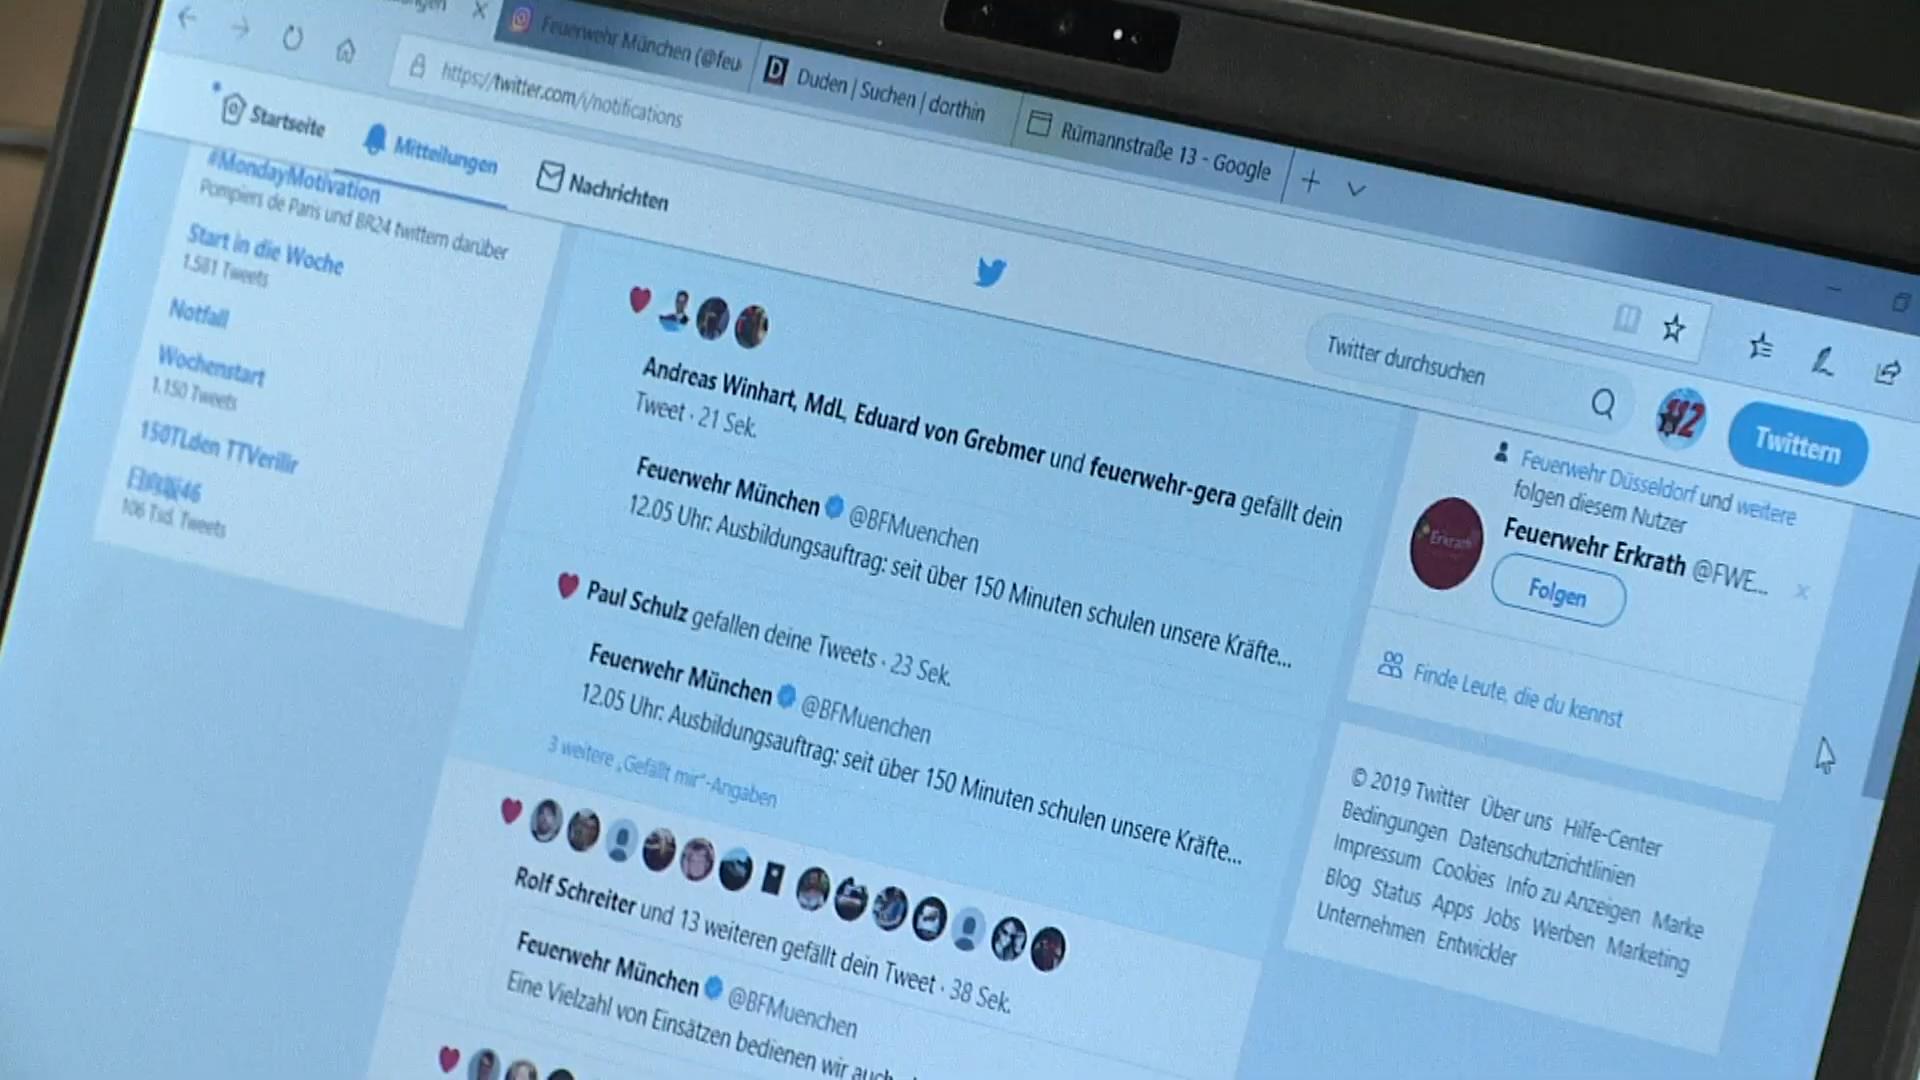 Feuerwehr München (@feu
Duden | Suchen | dorthin
Rümannstraße 13 - Google
https://twitter.com/i/notifications
Startseite
Mitteilungen
Nachrichten
Twitter durchsuchen
112
Twittern
#MondayMotivation
Pompiers de Paris und BR24 twittern darüber
Start in die Woche
1.581 Tweets
Notfall
Wochenstart
1.150 Tweets
150TLden TTVerilir
106 Tsd. Tweets
Andreas Winhart, MdL, Eduard von Grebmer und feuerwehr-gera gefällt dein
Tweet · 21 Sek.
Feuerwehr München @BFMuenchen
12.05 Uhr: Ausbildungsauftrag: seit über 150 Minuten schulen unsere Kräfte...
Paul Schulz gefallen deine Tweets · 23 Sek.
Feuerwehr München @BFMuenchen
12.05 Uhr: Ausbildungsauftrag: seit über 150 Minuten schulen unsere Kräfte...
3 weitere „Gefällt mir“-Angaben
Rolf Schreiter und 13 weiteren gefällt dein Tweet · 38 Sek.
Feuerwehr München @BFMuenchen
Eine Vielzahl von Einsätzen bedienen wir auch
Feuerwehr Düsseldorf und weitere
folgen diesem Nutzer
Erkrath
Feuerwehr Erkrath @FWE...
Folgen
Finde Leute, die du kennst
© 2019 Twitter Über uns Hilfe-Center
Bedingungen Datenschutzrichtlinien
Impressum Cookies Info zu Anzeigen Marke
Blog Status Apps Jobs Werben Marketing
Unternehmen Entwickler